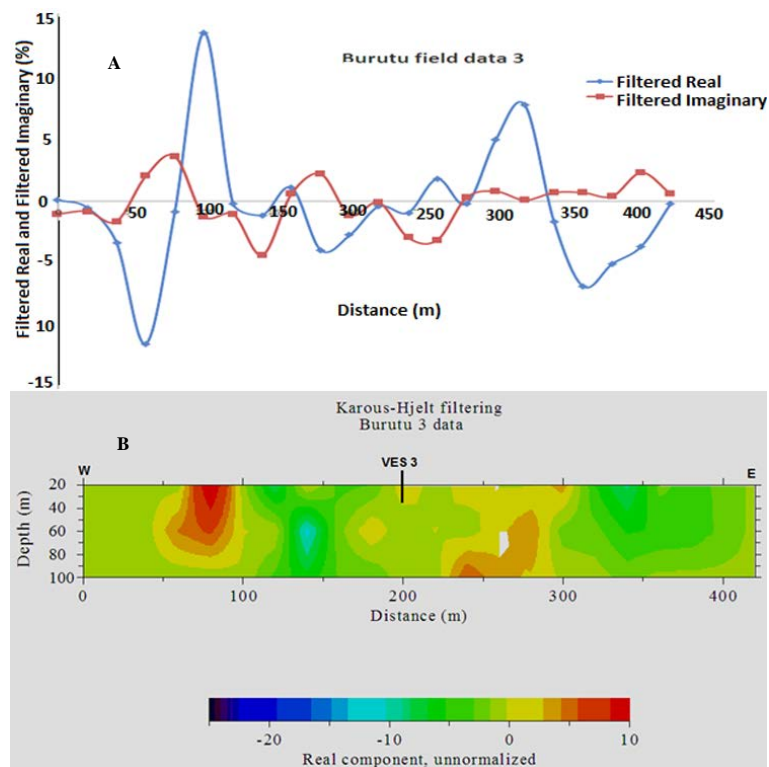 A
Burutu field data 3
Filtered Real
Filtered Imaginary
Filtered Real and Filtered Imaginary (%)
15
10
5
0
-5
10
-15
50
100
150
300
250
300
350
400
450
Distance (m)
Karous-Hjelt filtering
B
Burutu 3 data
W
VES 3
E
Depth (m)
20
40
60
80
100
0
100
200
300
400
Distance (m)
-20
-10
0
10
Real component, unnormalized